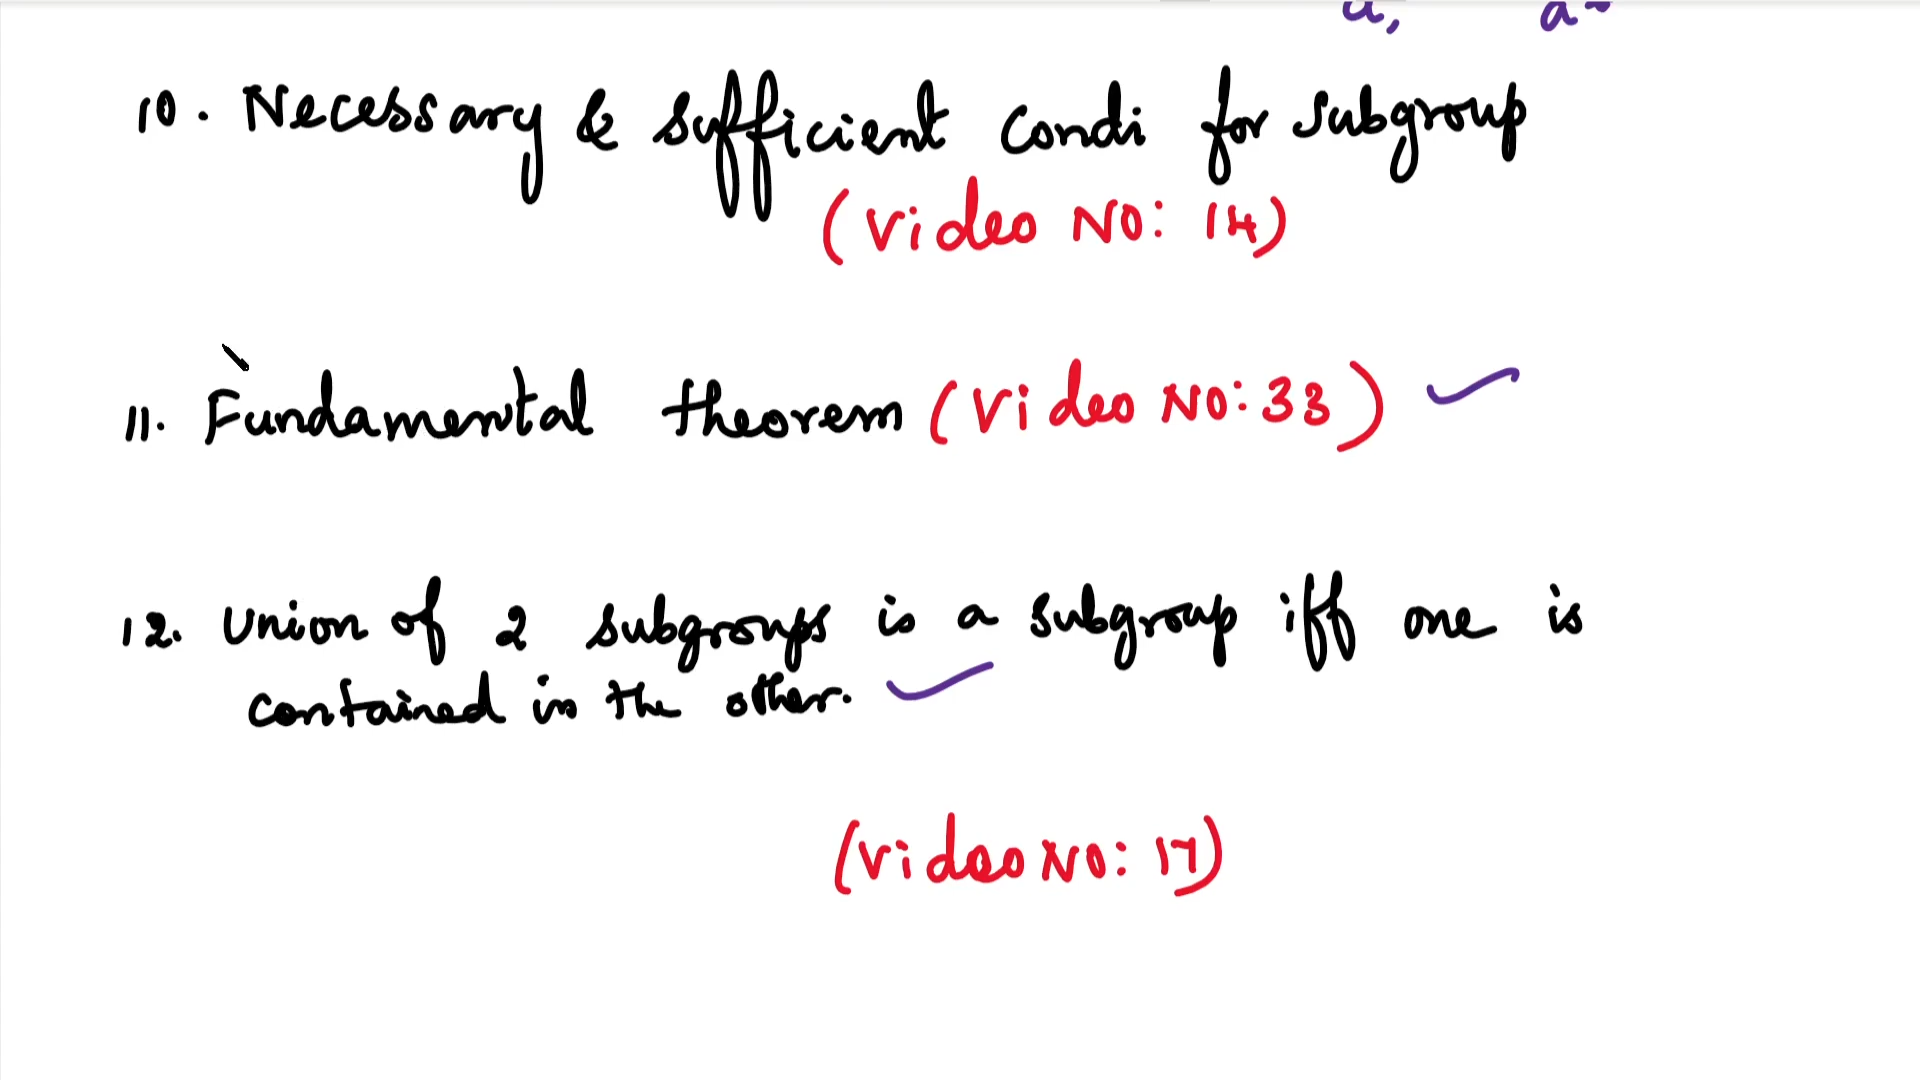 10. Necessary & Sufficient Condi for Subgroup
(Video NO: 14)
11. Fundamental theorem (Video NO: 33)
12. Union of 2 subgroups is a subgroup iff one is
contained in the other.
(Video NO: 17)